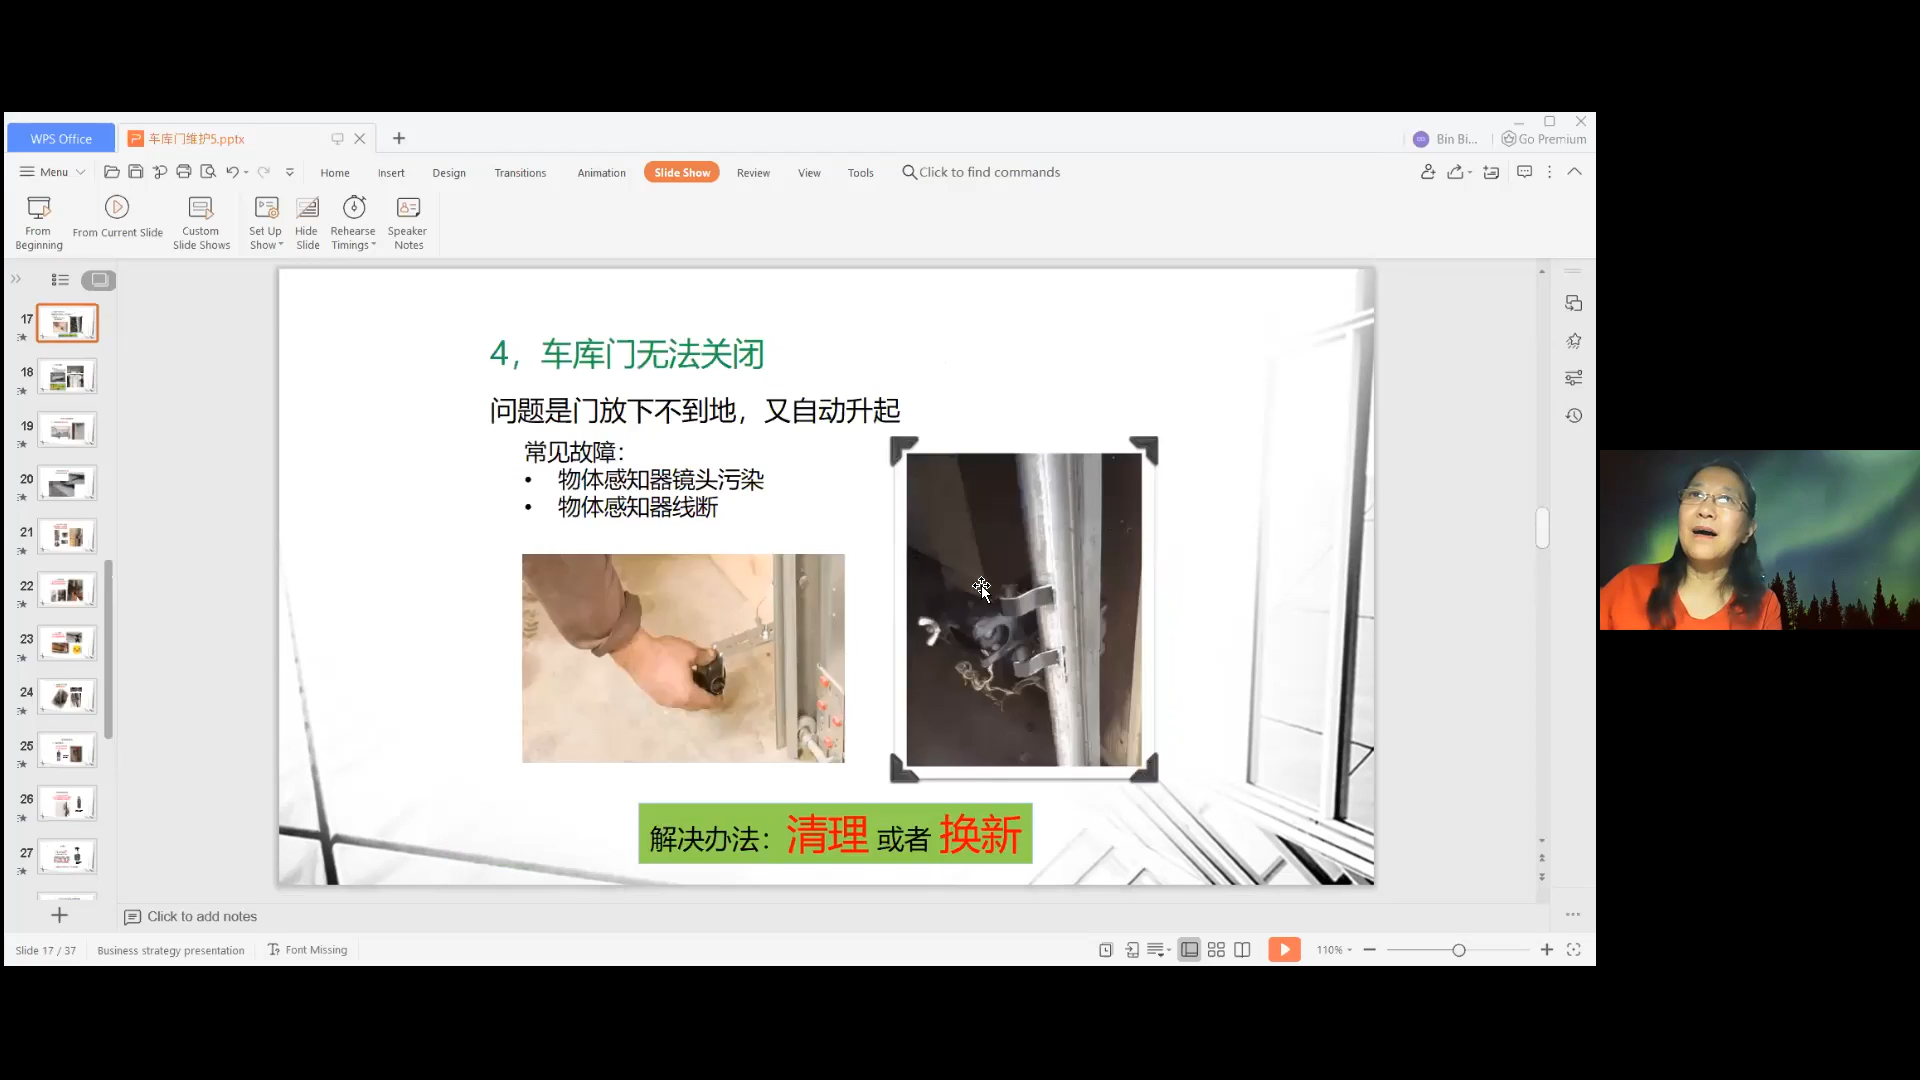 WPS Office
车库门维护5.pptx
Bin Bi...
Go Premium
Menu
Home
Insert
Design
Transitions
Animation
Slide Show
Review
View
Tools
Click to find commands
From Beginning
From Current Slide
Custom Slide Shows
Set Up Show
Hide Slide
Rehearse Timings
Speaker Notes
17
18
19
20
21
22
23
24
25
26
27
4，车库门无法关闭
问题是门放下不到地，又自动升起
常见故障：
• 物体感知器镜头污染
• 物体感知器线断
解决办法：清理 或者 换新
Click to add notes
Slide 17 / 37
Business strategy presentation
Font Missing
110%